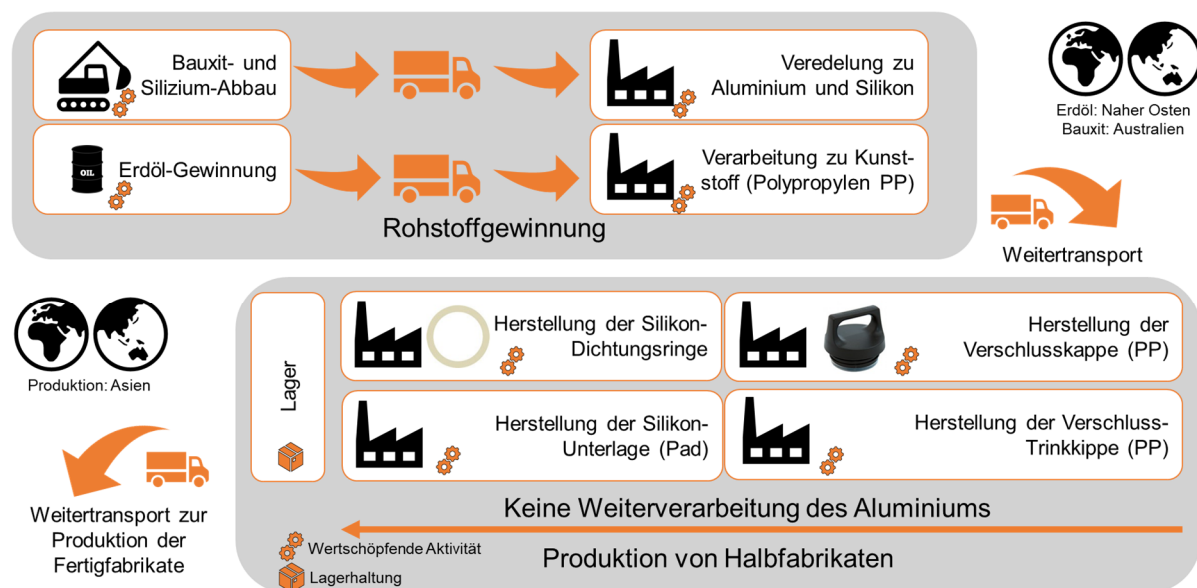 Bauxit- und
Silizium-Abbau
Veredelung zu
Aluminium und Silikon
Erdöl: Naher Osten
Bauxit: Australien
OIL
Erdöl-Gewinnung
Verarbeitung zu Kunst-
stoff (Polypropylen PP)
Rohstoffgewinnung
Weitertransport
Produktion: Asien
Lager
Herstellung der Silikon-
Dichtungsringe
Herstellung der
Verschlusskappe (PP)
Herstellung der Silikon-
Unterlage (Pad)
Herstellung der Verschluss-
Trinkkippe (PP)
Weitertransport zur
Produktion der
Fertigfabrikate
Keine Weiterverarbeitung des Aluminiums
Wertschöpfende Aktivität
Produktion von Halbfabrikaten
Lagerhaltung